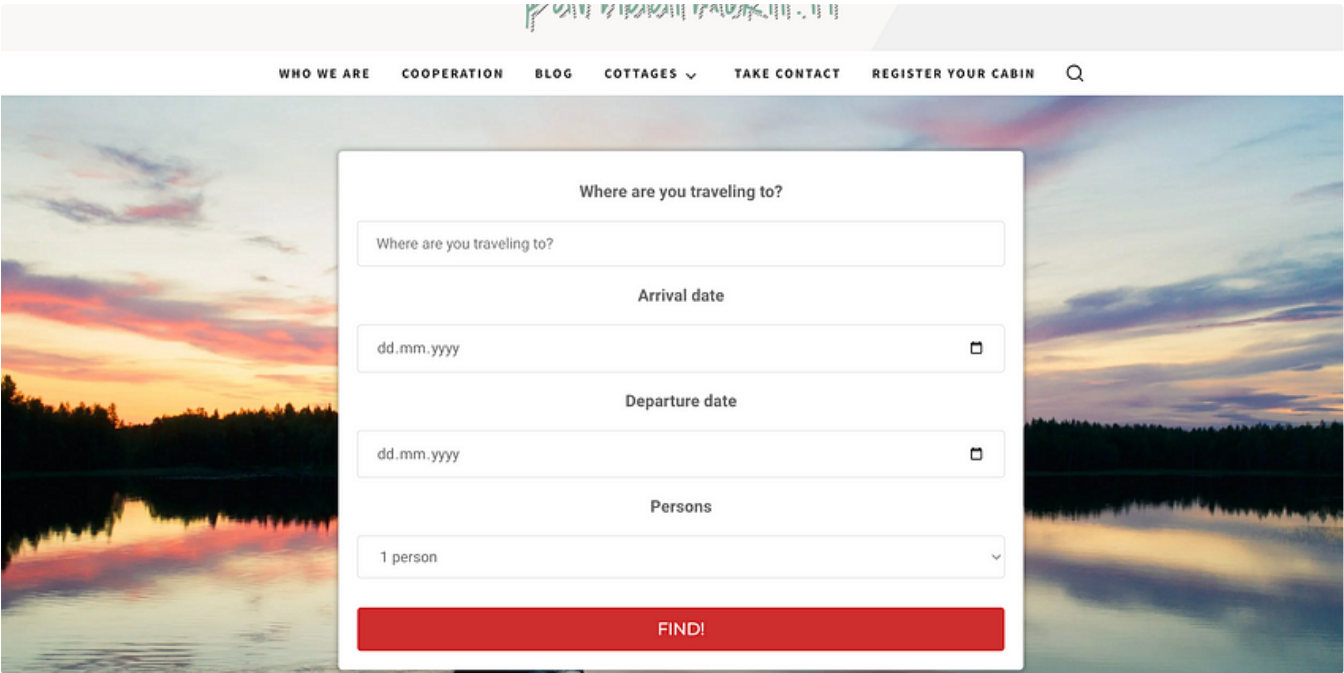 WHO WE ARE COOPERATION BLOG COTTAGES TAKE CONTACT REGISTER YOUR CABIN
Where are you traveling to?
Where are you traveling to?
Arrival date
dd.mm.yyyy
Departure date
dd.mm.yyyy
Persons
1 person
FIND!